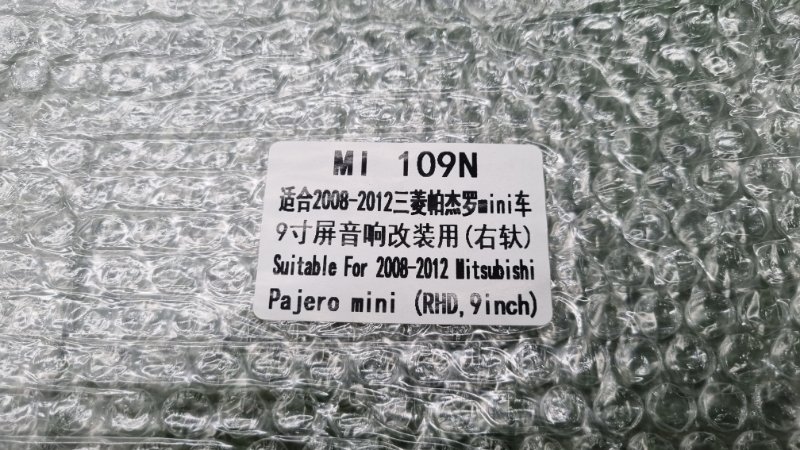 MI 109N
适合2008-2012三菱帕杰罗mini车
9寸屏音响改装用(右轪)
Suitable For 2008-2012 Mitsubishi
Pajero mini (RHD,9inch)